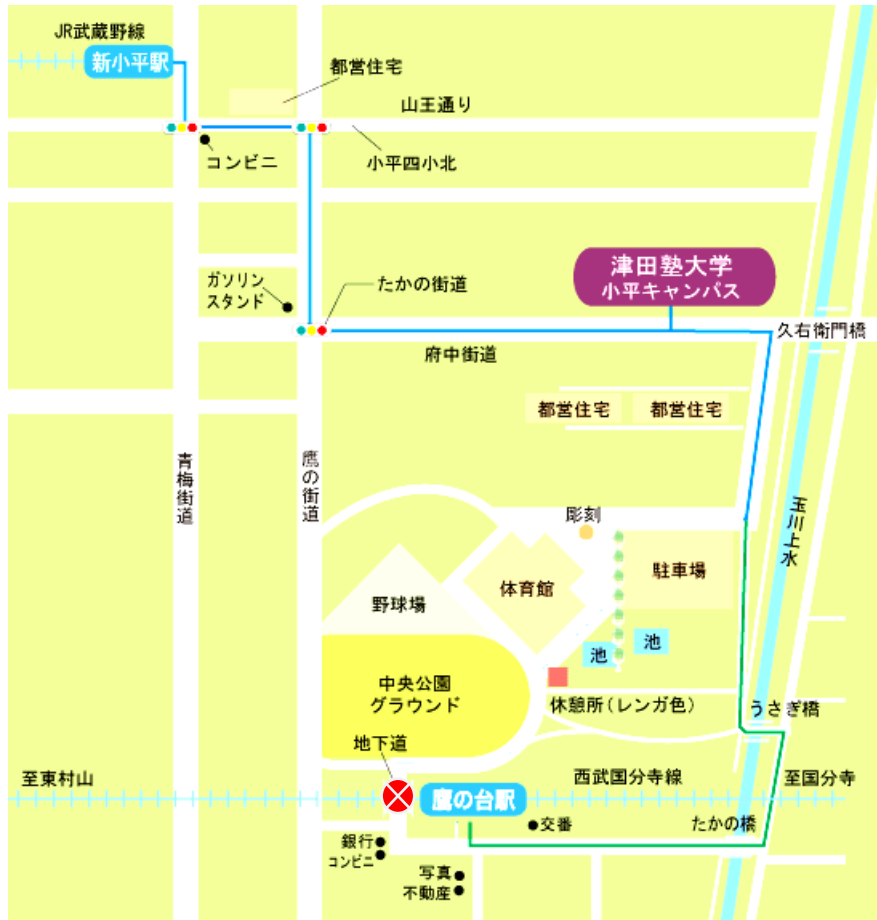 JR武蔵野線
新小平駅
都営住宅
山王通り
コンビニ
小平四小北
ガソリン
スタンド
たかの街道
津田塾大学
小平キャンパス
久右衛門橋
府中街道
都営住宅
都営住宅
青梅街道
鷹の街道
玉川上水
彫刻
駐車場
体育館
野球場
池
池
中央公園
グラウンド
休憩所(レンガ色)
うさぎ橋
地下道
至東村山
西武国分寺線
至国分寺
鷹の台駅
交番
たかの橋
銀行
コンビニ
写真
不動産